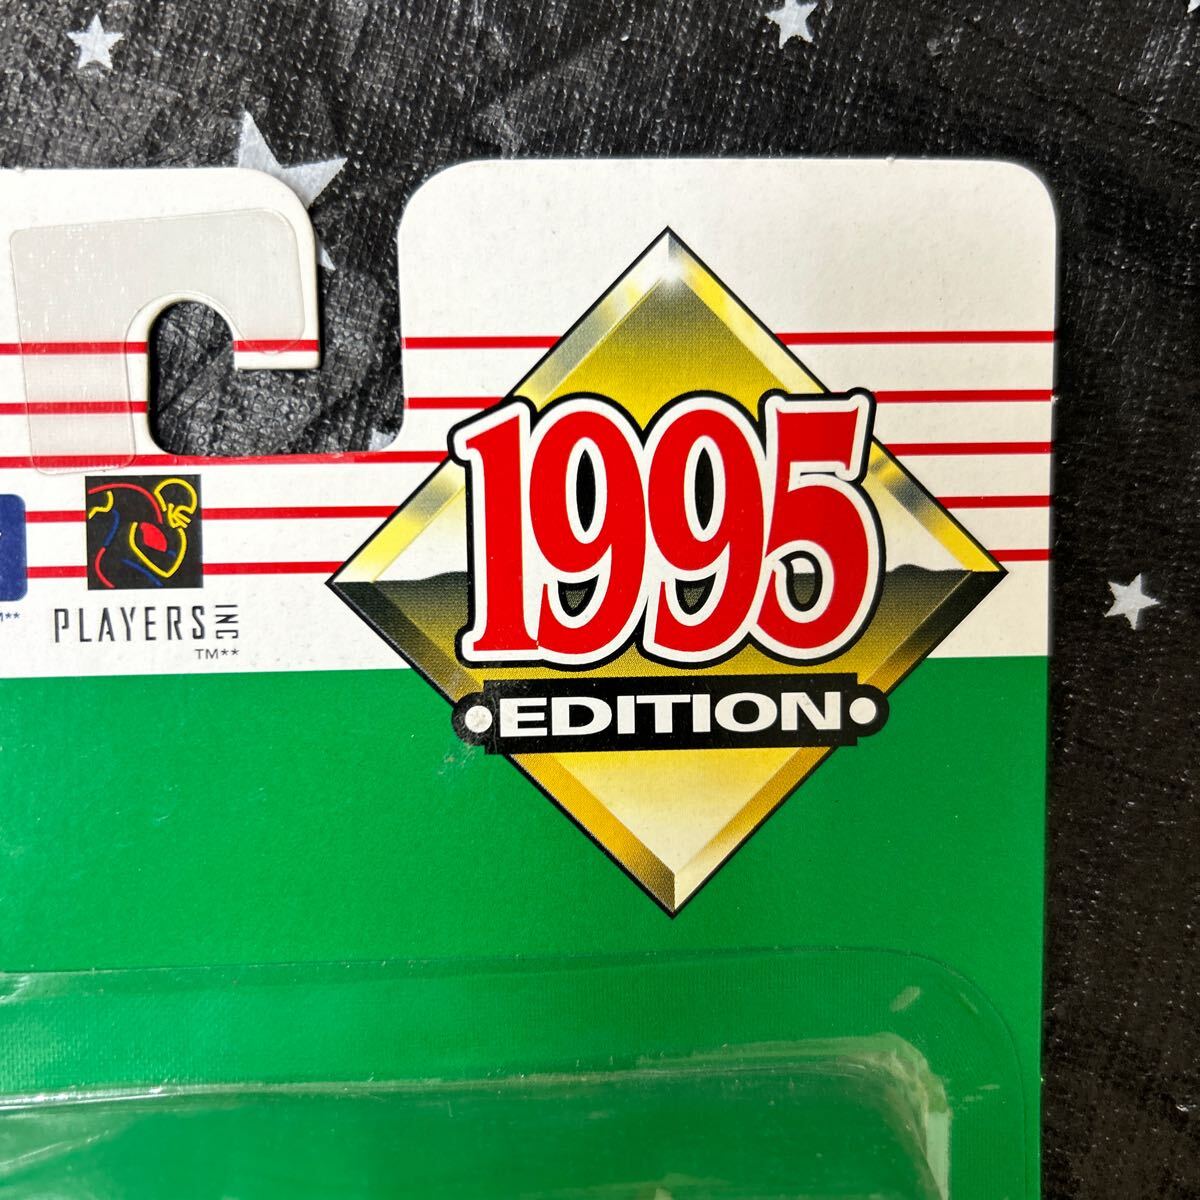 1995
•EDITION•
PLAYERS INC
TM**